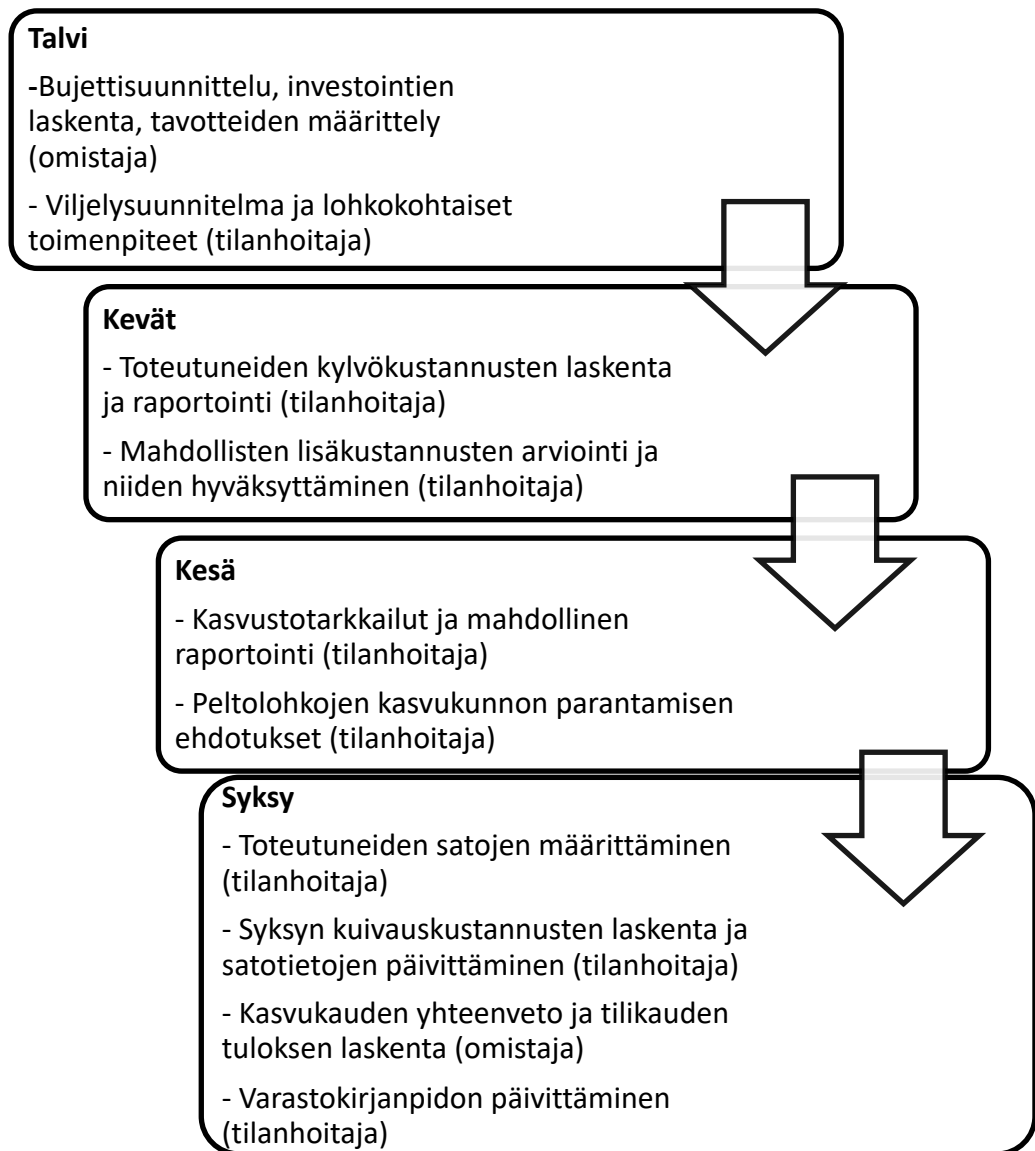 Talvi
-Bujettisuunnittelu, investointien
laskenta, tavotteiden määrittely
(omistaja)
- Viljelysuunnitelma ja lohkokohtaiset
toimenpiteet (tilanhoitaja)
Kevät
- Toteutuneiden kylvökustannusten laskenta
ja raportointi (tilanhoitaja)
- Mahdollisten lisäkustannusten arviointi ja
niiden hyväksyttäminen (tilanhoitaja)
Kesä
- Kasvustotarkkailut ja mahdollinen
raportointi (tilanhoitaja)
- Peltolohkojen kasvukunnon parantamisen
ehdotukset (tilanhoitaja)
Syksy
- Toteutuneiden satojen määrittäminen
(tilanhoitaja)
- Syksyn kuivauskustannusten laskenta ja
satotietojen päivittäminen (tilanhoitaja)
- Kasvukauden yhteenveto ja tilikauden
tuloksen laskenta (omistaja)
- Varastokirjanpidon päivittäminen
(tilanhoitaja)